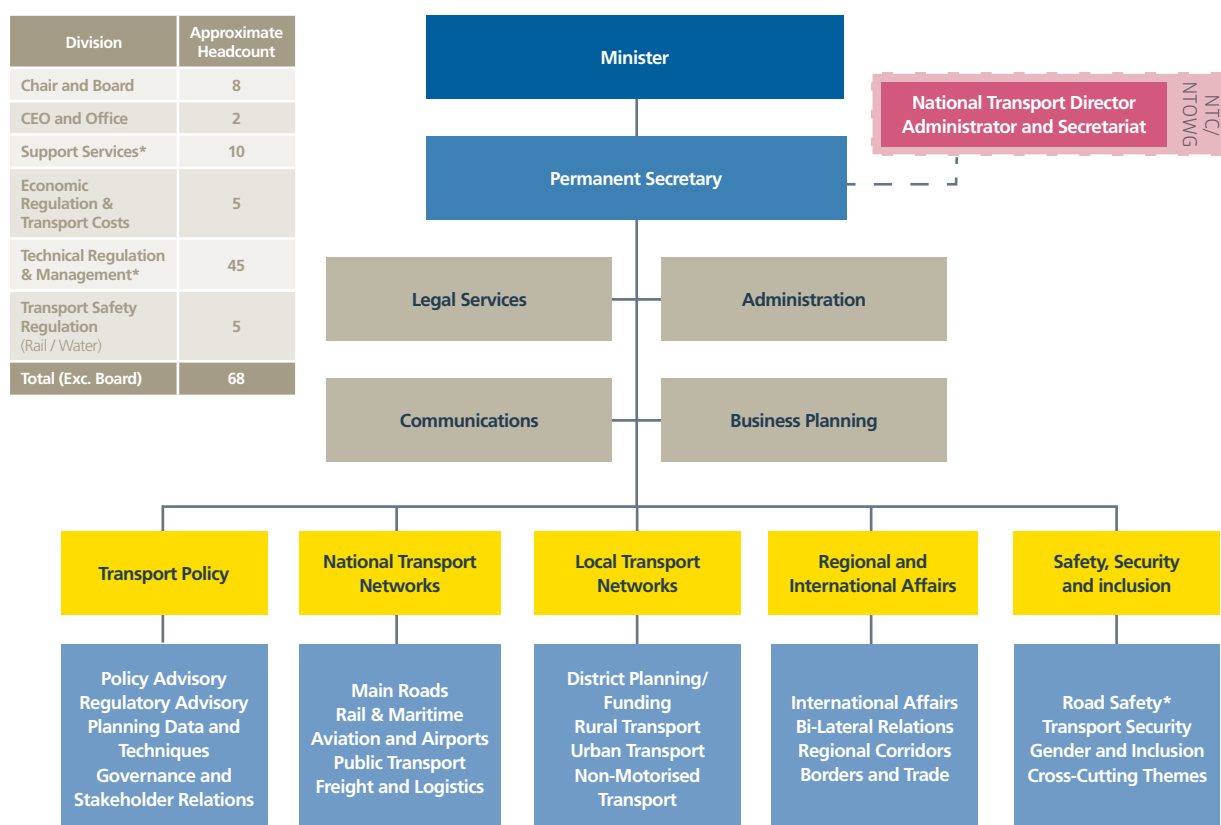 Division
Approximate
Headcount
Chair and Board
8
CEO and Office
2
Support Services*
10
Economic
Regulation &
Transport Costs
5
Technical Regulation
& Management*
45
Transport Safety
Regulation
(Rail / Water)
5
Total (Exc. Board)
68
Minister
National Transport Director
Administrator and Secretariat
NTC/
NTOWG
Permanent Secretary
Legal Services
Administration
Communications
Business Planning
Transport Policy
National Transport
Networks
Local Transport
Networks
Regional and
International Affairs
Safety, Security
and inclusion
Policy Advisory
Regulatory Advisory
Planning Data and
Techniques
Governance and
Stakeholder Relations
Main Roads
Rail & Maritime
Aviation and Airports
Public Transport
Freight and Logistics
District Planning/
Funding
Rural Transport
Urban Transport
Non-Motorised
Transport
International Affairs
Bi-Lateral Relations
Regional Corridors
Borders and Trade
Road Safety*
Transport Security
Gender and Inclusion
Cross-Cutting Themes